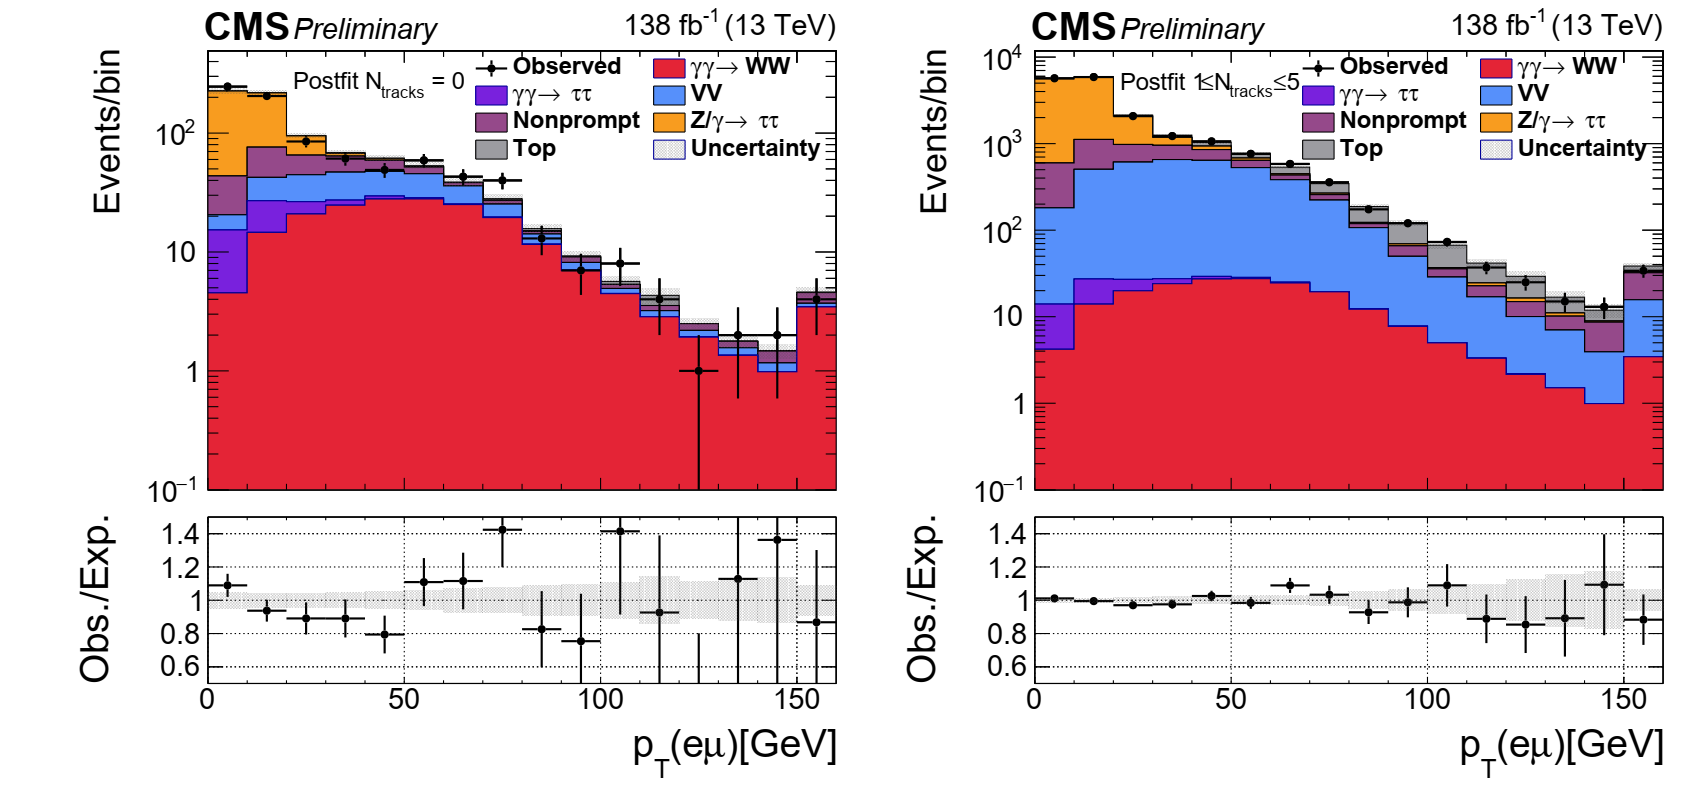 CMS Preliminary 138 fb⁻¹ (13 TeV)
Events/bin
Postfit N_tracks = 0
Observed
γγ→ WW
γγ→ ττ
VV
Nonprompt
Z/γ→ ττ
Top
Uncertainty
10²
10
1
10⁻¹
Obs./Exp.
1.4
1.2
1
0.8
0.6
0 50 100 150
p_T(eμ)[GeV]
CMS Preliminary 138 fb⁻¹ (13 TeV)
Events/bin
Postfit 1≤N_tracks≤5
Observed
γγ→ WW
γγ→ ττ
VV
Nonprompt
Z/γ→ ττ
Top
Uncertainty
10⁴
10³
10²
10
1
10⁻¹
Obs./Exp.
1.4
1.2
1
0.8
0.6
0 50 100 150
p_T(eμ)[GeV]